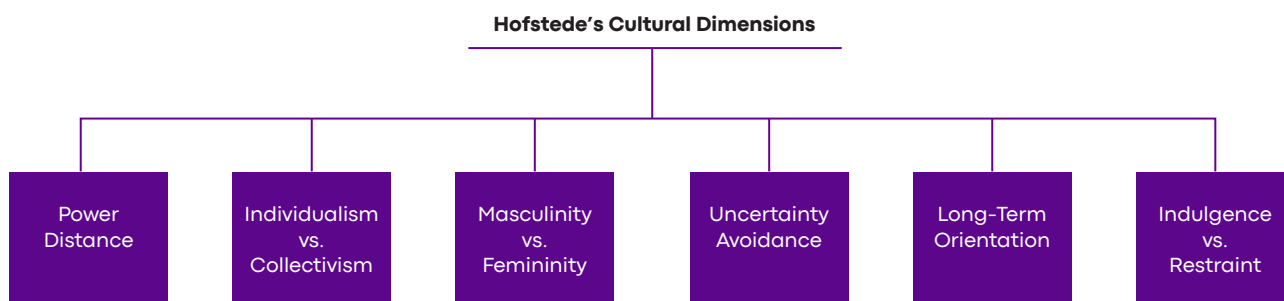 Hofstede’s Cultural Dimensions
Power
Distance
Individualism
vs.
Collectivism
Masculinity
vs.
Femininity
Uncertainty
Avoidance
Long-Term
Orientation
Indulgence
vs.
Restraint